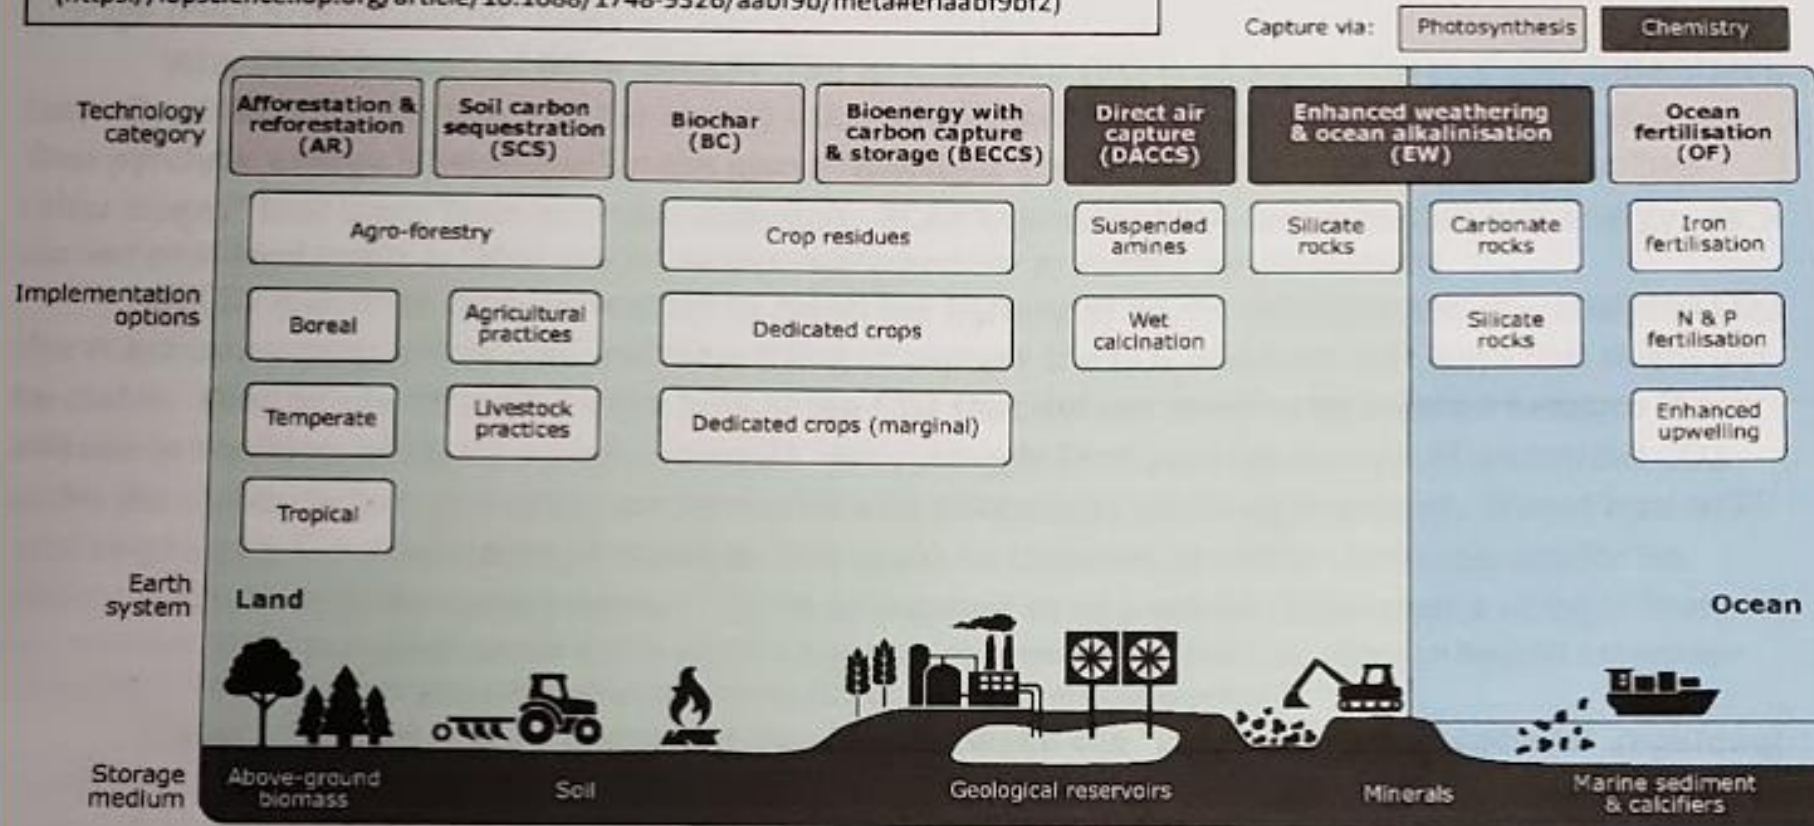 Capture via: Photosynthesis Chemistry
Technology
category
Afforestation &
reforestation
(AR)
Soil carbon
sequestration
(SCS)
Biochar
(BC)
Bioenergy with
carbon capture
& storage (BECCS)
Direct air
capture
(DACCS)
Enhanced weathering
& ocean alkalinisation
(EW)
Ocean
fertilisation
(OF)
Implementation
options
Agro-forestry
Crop residues
Suspended
amines
Silicate
rocks
Carbonate
rocks
Iron
fertilisation
Boreal
Agricultural
practices
Dedicated crops
Wet
calcination
Silicate
rocks
N & P
fertilisation
Temperate
Livestock
practices
Dedicated crops (marginal)
Enhanced
upwelling
Tropical
Earth
system
Land
Ocean
Storage
medium
Above-ground
biomass
Soil
Geological reservoirs
Minerals
Marine sediment
& calcifiers